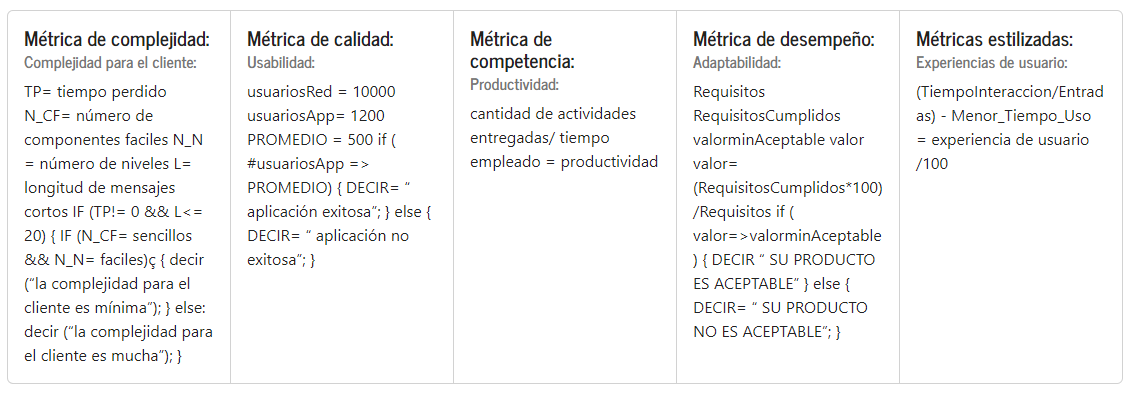 Métrica de complejidad:
Complejidad para el cliente:
TP= tiempo perdido
N_CF= número de
componentes faciles N_N
= número de niveles L=
longitud de mensajes
cortos IF (TP!= 0 && L<=
20) { IF (N_CF= sencillos
&& N_N= faciles)ç { decir
(“la complejidad para el
cliente es mínima”); } else:
decir (“la complejidad para
el cliente es mucha”); }
Métrica de calidad:
Usabilidad:
usuariosRed = 10000
usuariosApp= 1200
PROMEDIO = 500 if (
#usuariosApp =>
PROMEDIO) { DECIR= “
aplicación exitosa”; } else {
DECIR= “ aplicación no
exitosa”; }
Métrica de
competencia:
Productividad:
cantidad de actividades
entregadas/ tiempo
empleado = productividad
Métrica de desempeño:
Adaptabilidad:
Requisitos
RequisitosCumplidos
valorminAceptable valor
valor=
(RequisitosCumplidos*100)
/Requisitos if (
valor=>valorminAceptable
) { DECIR “ SU PRODUCTO
ES ACEPTABLE” } else {
DECIR= “ SU PRODUCTO
NO ES ACEPTABLE”; }
Métricas estilizadas:
Experiencias de usuario:
(TiempoInteraccion/Entrad
as) - Menor_Tiempo_Uso
= experiencia de usuario
/100